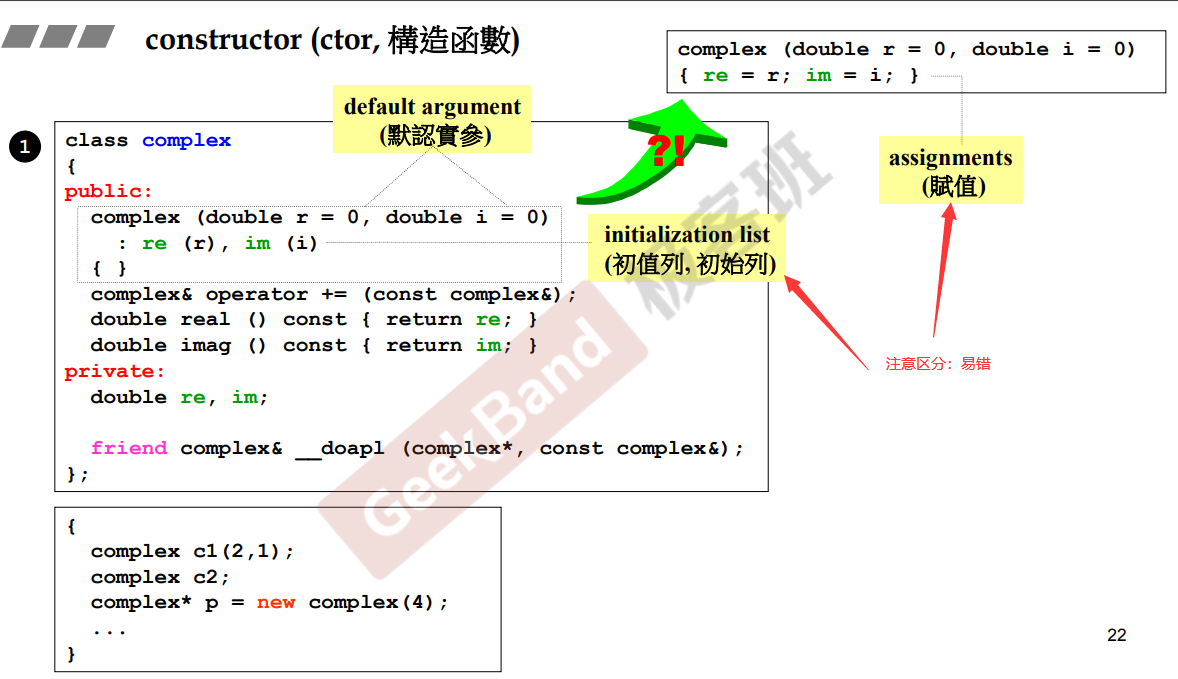 constructor (ctor, 構造函數)
complex (double r = 0, double i = 0)
{ re = r; im = i; }
default argument
(默認實參)
?!
assignments
(賦值)
1
class complex
{
public:
complex (double r = 0, double i = 0)
: re (r), im (i)
{ }
initialization list
(初值列, 初始列)
complex& operator += (const complex&);
double real () const { return re; }
double imag () const { return im; }
private:
double re, im;
friend complex& __doapl (complex*, const complex&);
};
注意区分：易错
GeekBand 极客班
{
complex c1(2,1);
complex c2;
complex* p = new complex(4);
...
}
22